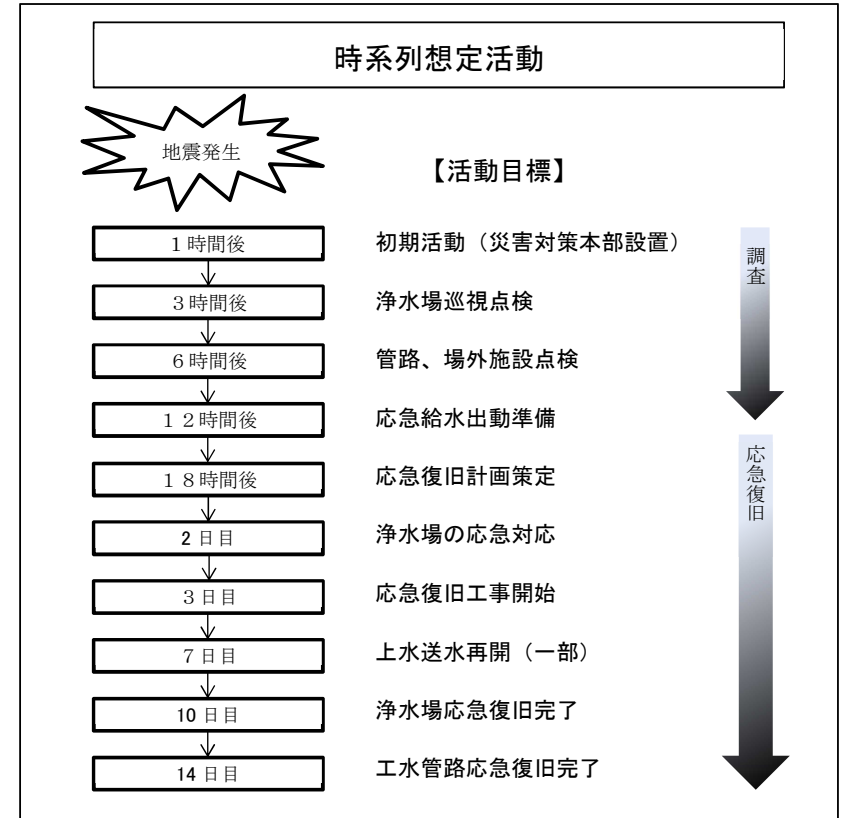 時系列想定活動
地震発生
【活動目標】
１時間後 初期活動（災害対策本部設置）
調査
３時間後 浄水場巡視点検
６時間後 管路、場外施設点検
１２時間後 応急給水出動準備
応急復旧
１８時間後 応急復旧計画策定
2 日目 浄水場の応急対応
３日目 応急復旧工事開始
７日目 上水送水再開（一部）
10 日目 浄水場応急復旧完了
14 日目 工水管路応急復旧完了